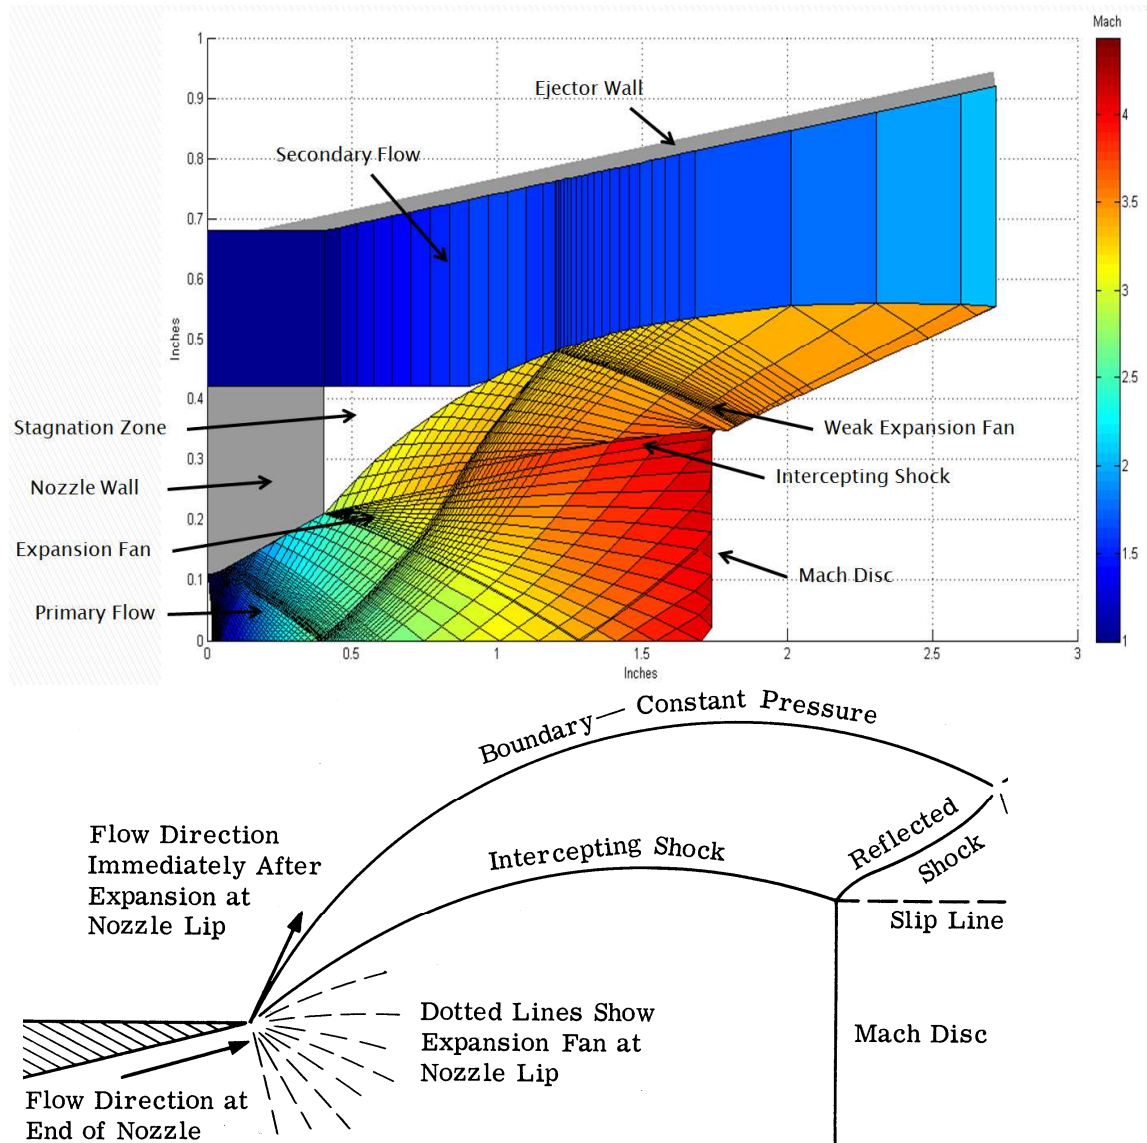 Mach
1
0.9
0.8
0.7
0.6
0.5
0.4
0.3
0.2
0.1
0
Inches
0
0.5
1
1.5
2
2.5
3
Inches
4
3.5
3
2.5
2
1.5
1
Ejector Wall
Secondary Flow
Stagnation Zone
Nozzle Wall
Expansion Fan
Primary Flow
Weak Expansion Fan
Intercepting Shock
Mach Disc
Boundary — Constant Pressure
Flow Direction
Immediately After
Expansion at
Nozzle Lip
Intercepting Shock
Reflected
Shock
Slip Line
Dotted Lines Show
Expansion Fan at
Nozzle Lip
Mach Disc
Flow Direction at
End of Nozzle